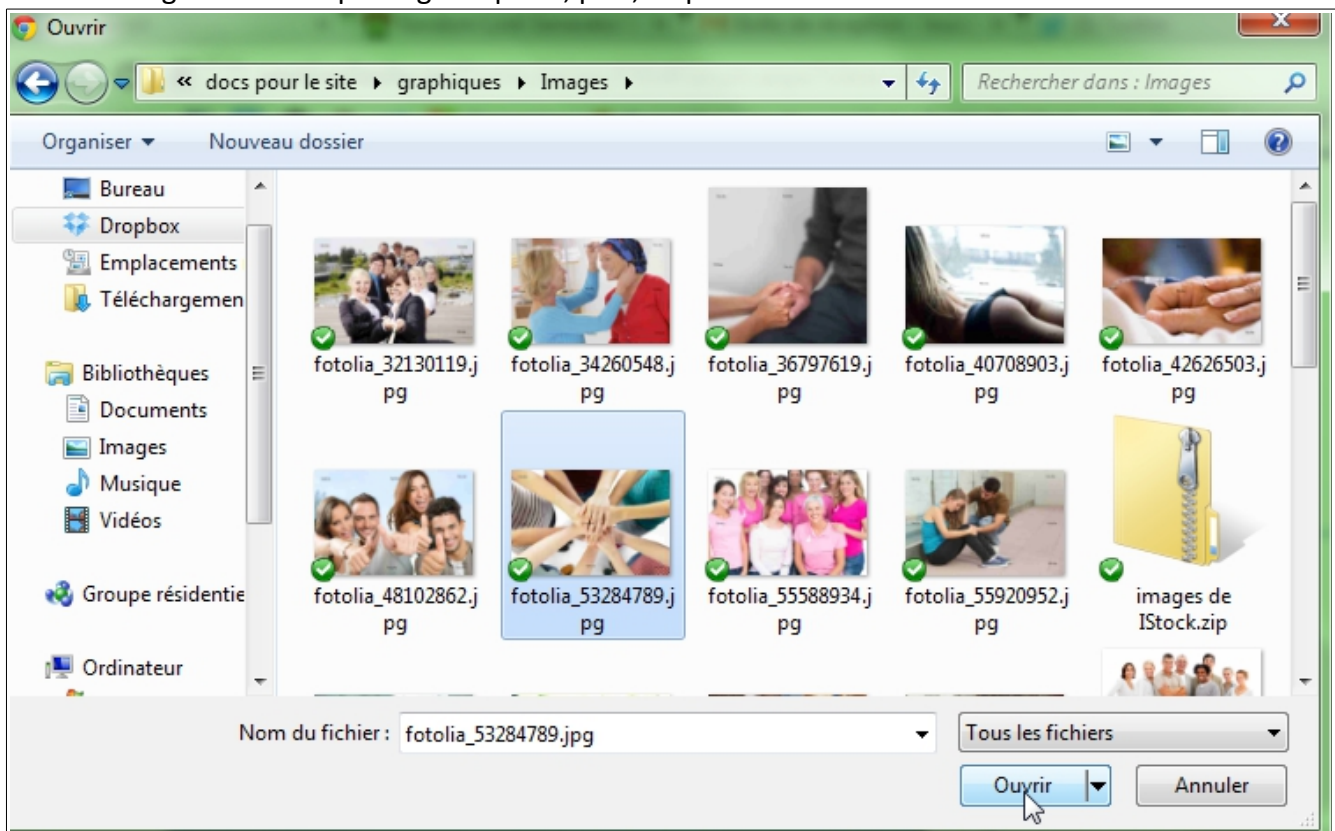 Ouvrir
« docs pour le site ▸ graphiques ▸ Images ▸
Rechercher dans : Images
Organiser ▾ Nouveau dossier
Bureau
Dropbox
Emplacements
Téléchargemen
Bibliothèques
Documents
Images
Musique
Vidéos
Groupe résidentie
Ordinateur
fotolia_32130119.j
pg
fotolia_34260548.j
pg
fotolia_36797619.j
pg
fotolia_40708903.j
pg
fotolia_42626503.j
pg
fotolia_48102862.j
pg
fotolia_53284789.j
pg
fotolia_55588934.j
pg
fotolia_55920952.j
pg
images de
IStock.zip
Nom du fichier : fotolia_53284789.jpg
Tous les fichiers
Ouvrir
Annuler